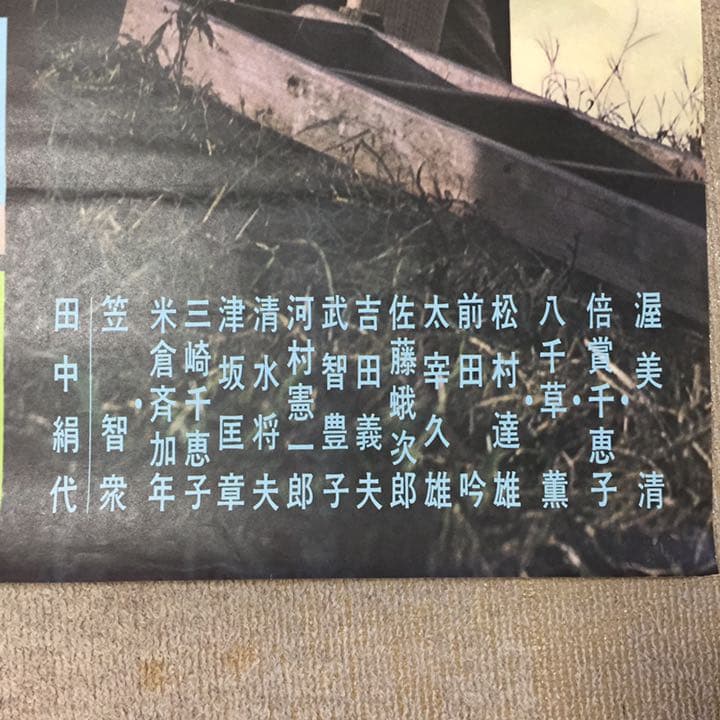 渥美清・
倍賞千恵子・
八千草薫・
松村達雄
前田吟
太宰久雄
佐藤蛾次郎
吉田義夫
武智豊子
河村憲一郎
清水将夫
津坂匡章
三崎千恵子・
米倉斉加年
笠智衆
田中絹代